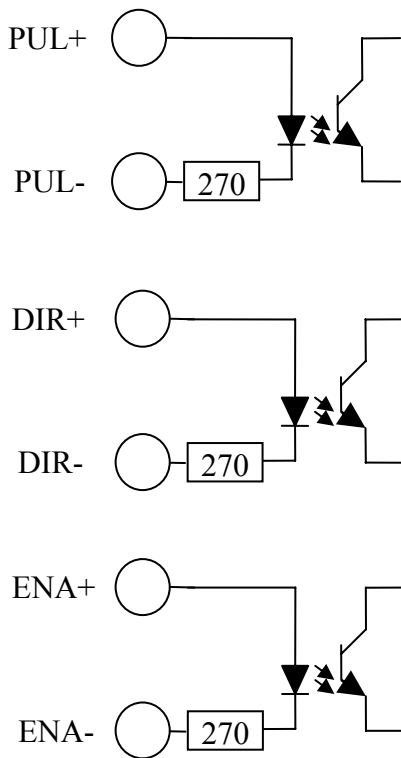 PUL+
PUL-
270
DIR+
DIR-
270
ENA+
ENA-
270